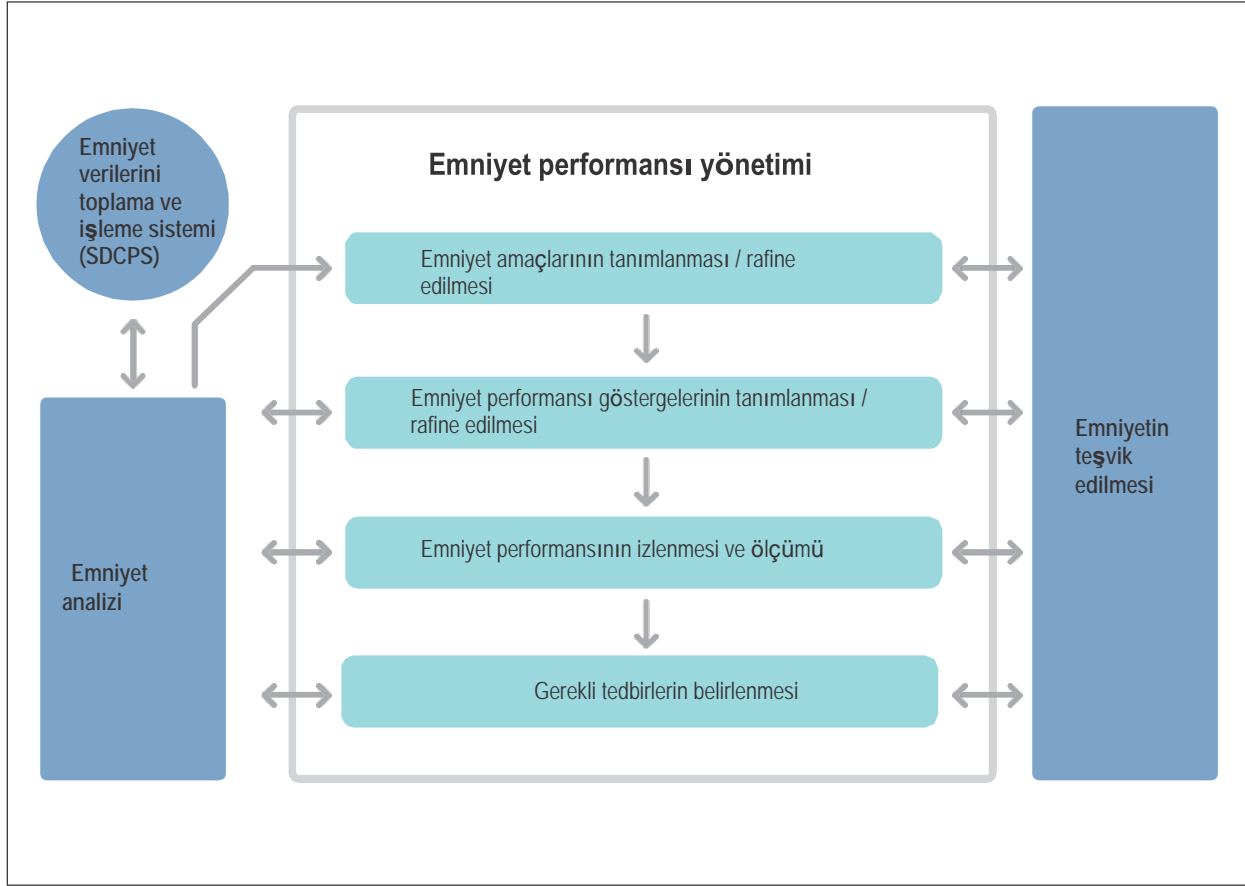 Emniyet
verilerini
toplama ve
işleme sistemi
(SDCPS)
Emniyet
analizi
Emniyet performansı yönetimi
Emniyet amaçlarının tanımlanması / rafine
edilmesi
Emniyet performansı göstergelerinin tanımlanması /
rafine edilmesi
Emniyet performansının izlenmesi ve ölçümü
Gerekli tedbirlerin belirlenmesi
Emniyetin
teşvik
edilmesi